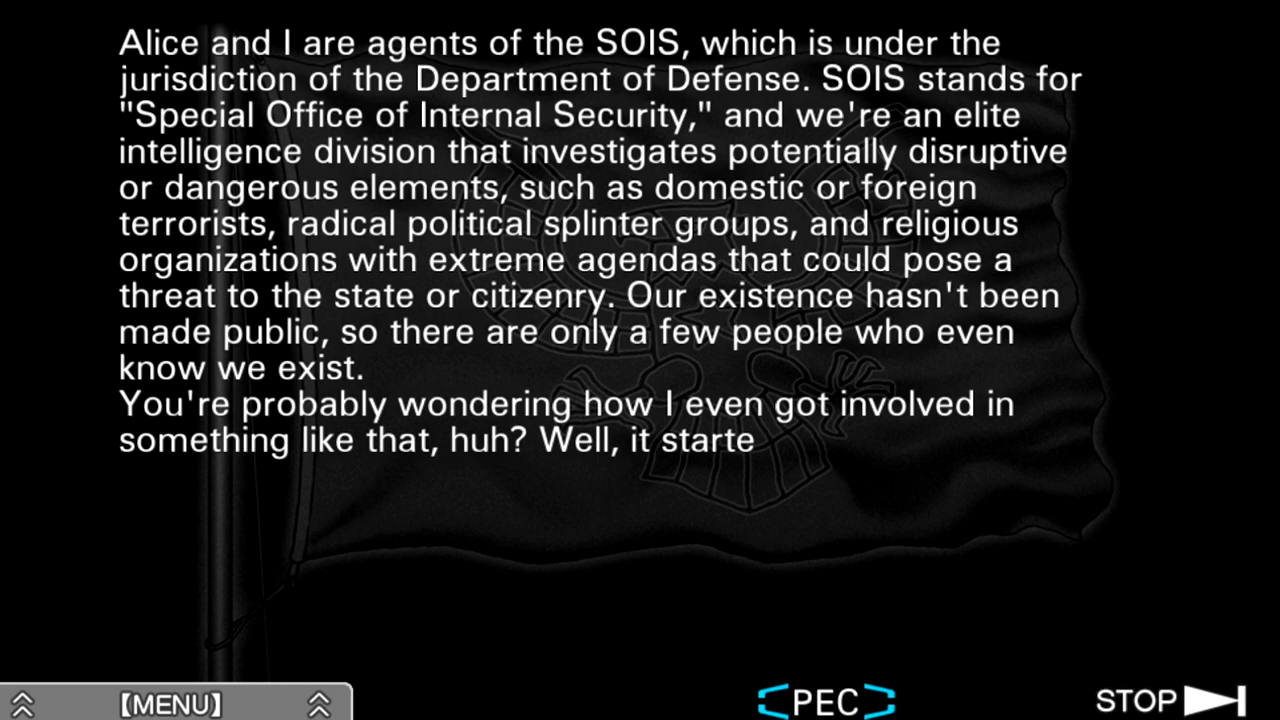 Alice and I are agents of the SOIS, which is under the
jurisdiction of the Department of Defense. SOIS stands for
"Special Office of Internal Security," and we're an elite
intelligence division that investigates potentially disruptive
or dangerous elements, such as domestic or foreign
terrorists, radical political splinter groups, and religious
organizations with extreme agendas that could pose a
threat to the state or citizenry. Our existence hasn't been
made public, so there are only a few people who even
know we exist.
You're probably wondering how I even got involved in
something like that, huh? Well, it starte
【MENU】
PEC
STOP